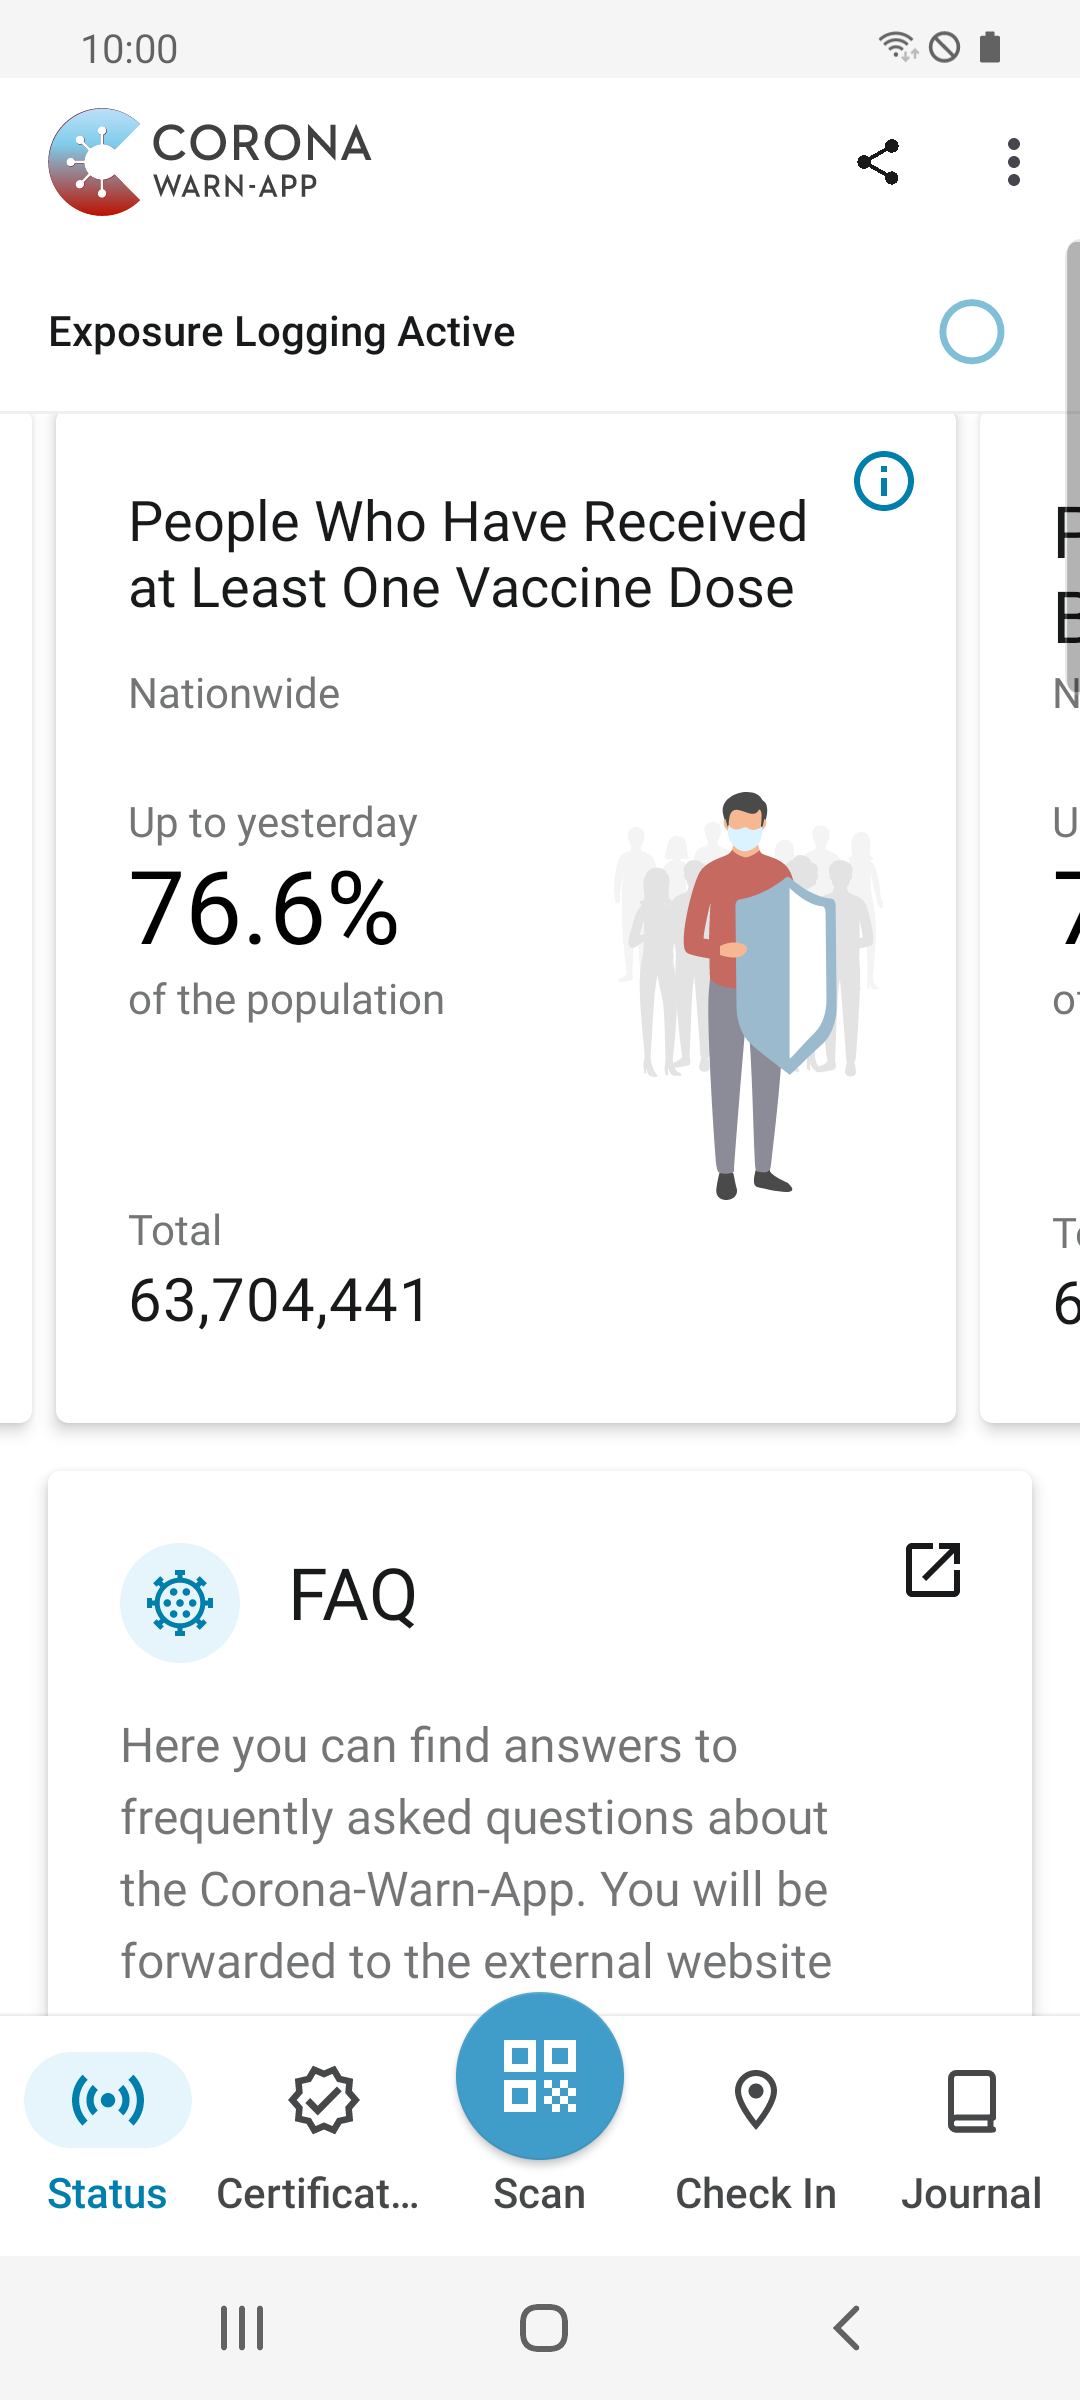 10:00
CORONA
WARN-APP
Exposure Logging Active
People Who Have Received
at Least One Vaccine Dose
Nationwide
Up to yesterday
76.6%
of the population
Total
63,704,441
FAQ
Here you can find answers to
frequently asked questions about
the Corona-Warn-App. You will be
forwarded to the external website
Status
Certificat...
Scan
Check In
Journal